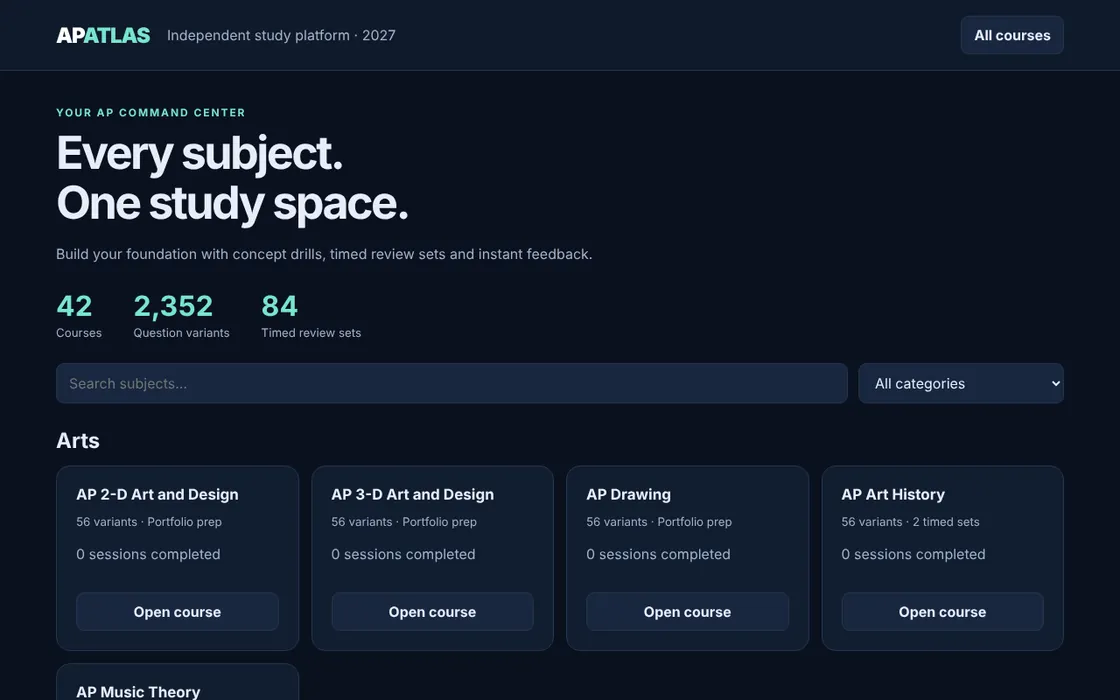 APATLAS Independent study platform · 2027 All courses
YOUR AP COMMAND CENTER
Every subject.
One study space.
Build your foundation with concept drills, timed review sets and instant feedback.
42 2,352 84
Courses Question variants Timed review sets
Search subjects... All categories
Arts
AP 2-D Art and Design
56 variants · Portfolio prep
0 sessions completed
Open course
AP 3-D Art and Design
56 variants · Portfolio prep
0 sessions completed
Open course
AP Drawing
56 variants · Portfolio prep
0 sessions completed
Open course
AP Art History
56 variants · 2 timed sets
0 sessions completed
Open course
AP Music Theory